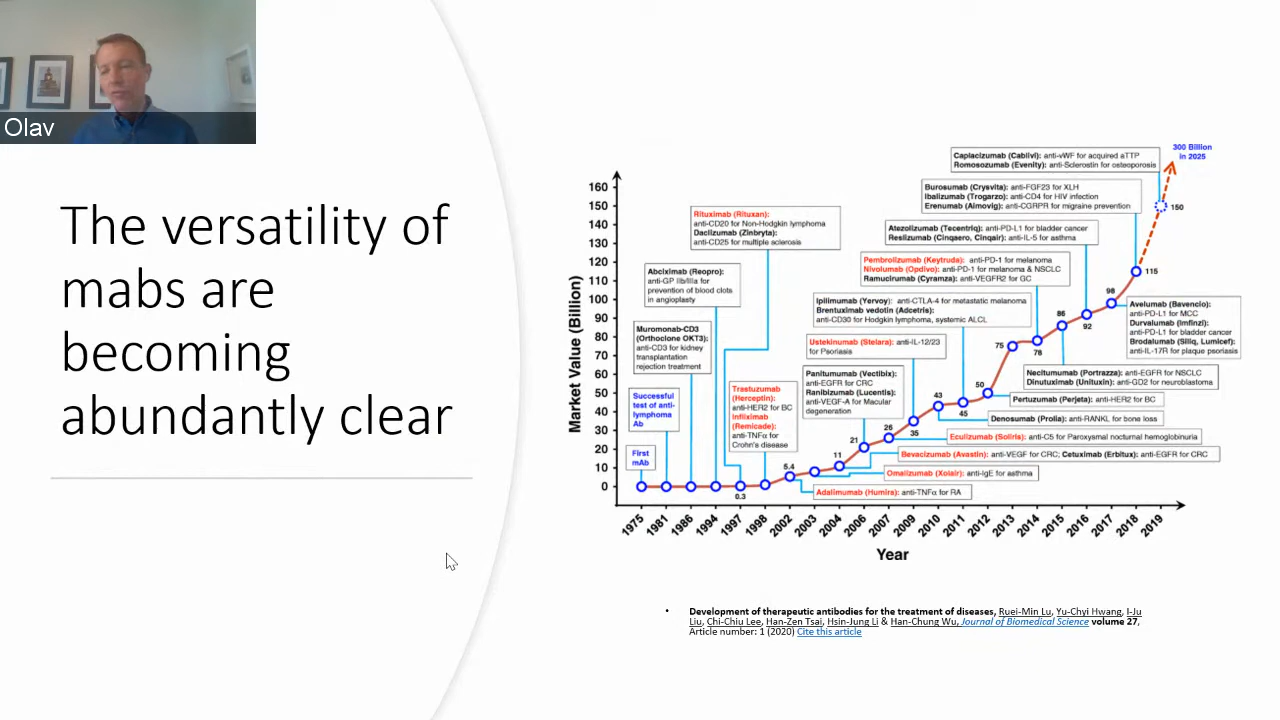 Olav
The versatility of
mabs are
becoming
abundantly clear
Market Value (Billion)
160
150
140
130
120
110
100
90
80
70
60
50
40
30
20
10
0
First
mAb
Successful
test of anti-
lymphoma
Ab
Muromonab-CD3
(Orthoclone OKT3):
anti-CD3 for kidney
transplantation
rejection treatment
Abciximab (Reopro):
anti-GP IIb/IIIa for
prevention of blood clots
in angioplasty
Rituximab (Rituxan):
anti-CD20 for Non-Hodgkin lymphoma
Daclizumab (Zinbryta):
anti-CD25 for multiple sclerosis
Trastuzumab
(Herceptin):
anti-HER2 for BC
Infliximab
(Remicade):
anti-TNFα for
Crohn's disease
Adalimumab (Humira): anti-TNFα for RA
Omalizumab (Xolair): anti-IgE for asthma
Bevacizumab (Avastin): anti-VEGF for CRC; Cetuximab (Erbitux): anti-EGFR for CRC
Panitumumab (Vectibix):
anti-EGFR for CRC
Ranibizumab (Lucentis):
anti-VEGF-A for Macular
degeneration
Eculizumab (Soliris): anti-C5 for Paroxysmal nocturnal hemoglobinuria
Ustekinumab (Stelara): anti-IL-12/23
for Psoriasis
Denosumab (Prolia): anti-RANKL for bone loss
Ipilimumab (Yervoy): anti-CTLA-4 for metastatic melanoma
Brentuximab vedotin (Adcetris):
anti-CD30 for Hodgkin lymphoma, systemic ALCL
Pertuzumab (Perjeta): anti-HER2 for BC
Pembrolizumab (Keytruda): anti-PD-1 for melanoma
Nivolumab (Opdivo): anti-PD-1 for melanoma & NSCLC
Ramucirumab (Cyramza): anti-VEGFR2 for GC
Necitumumab (Portrazza): anti-EGFR for NSCLC
Dinutuximab (Unituxin): anti-GD2 for neuroblastoma
Atezolizumab (Tecentriq): anti-PD-L1 for bladder cancer
Reslizumab (Cinqaero, Cinqair): anti-IL-5 for asthma
Avelumab (Bavencio):
anti-PD-L1 for MCC
Durvalumab (Imfinzi):
anti-PD-L1 for bladder cancer
Brodalumab (Siliq, Lumicef):
anti-IL-17R for plaque psoriasis
Burosumab (Crysvita): anti-FGF23 for XLH
Ibalizumab (Trogarzo): anti-CD4 for HIV infection
Erenumab (Aimovig): anti-CGRPR for migraine prevention
Caplacizumab (Cablivi): anti-vWF for acquired aTTP
Romosozumab (Evenity): anti-Sclerostin for osteoporosis
300 Billion
in 2025
0.3
5.4
11
21
26
35
43
45
50
75
78
86
92
98
115
150
1975
1981
1986
1994
1997
1998
2002
2003
2004
2006
2007
2009
2010
2011
2012
2013
2014
2015
2016
2017
2018
2019
Year
• Development of therapeutic antibodies for the treatment of diseases, Ruei-Min Lu, Yu-Chyi Hwang, I-Ju
Liu, Chi-Chiu Lee, Han-Zen Tsai, Hsin-Jung Li & Han-Chung Wu, Journal of Biomedical Science volume 27,
Article number: 1 (2020) Cite this article